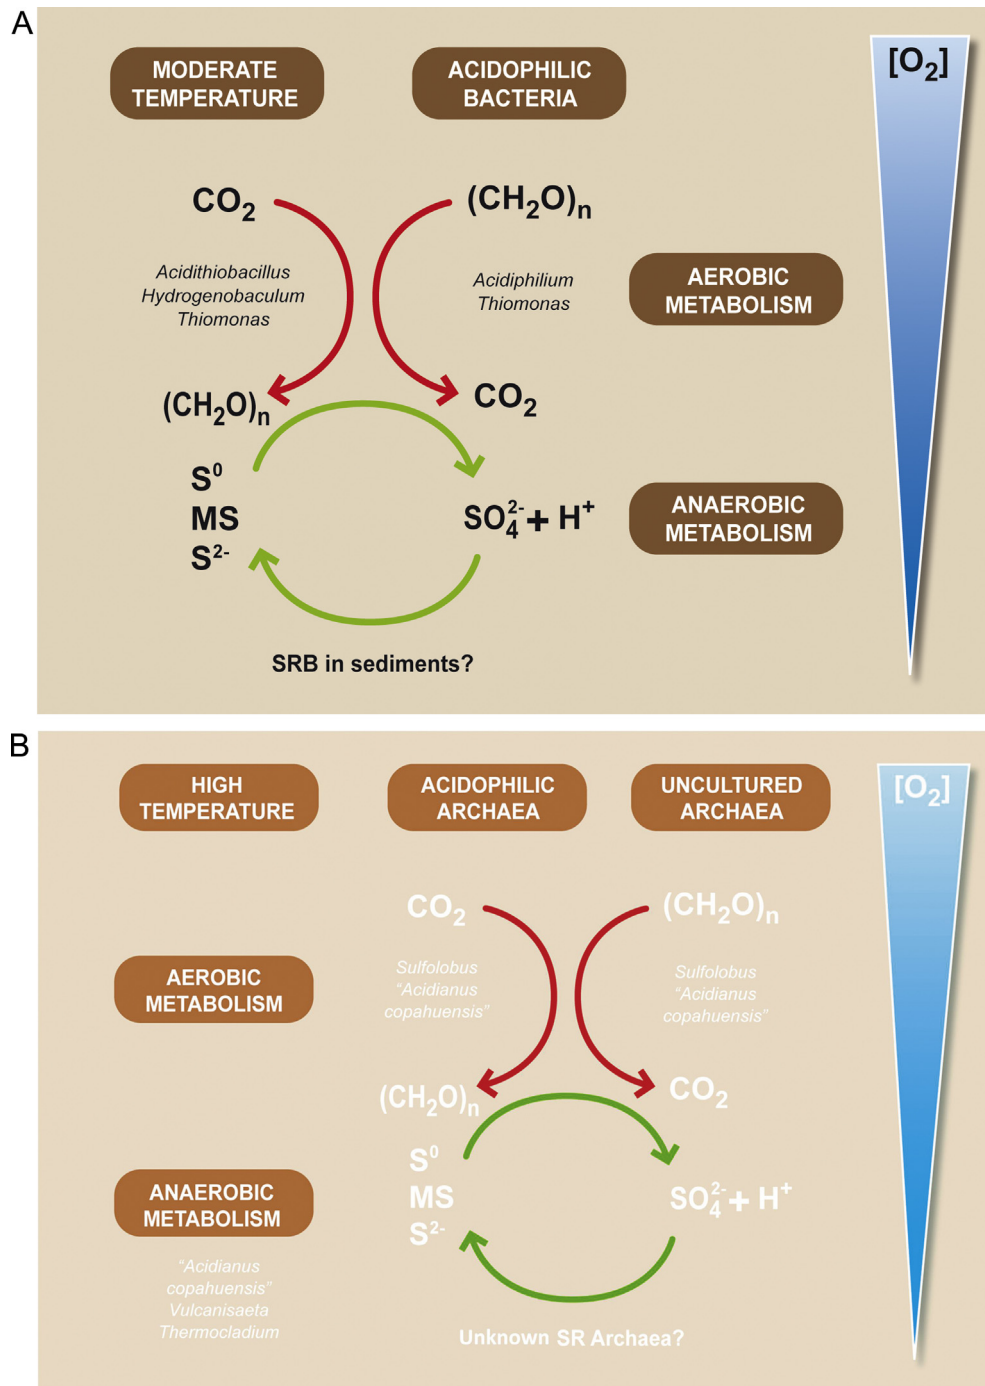 A
MODERATE
TEMPERATURE
ACIDOPHILIC
BACTERIA
[O₂]
CO₂
(CH₂O)ₙ
Acidithiobacillus
Hydrogenobaculum
Thiomonas
Acidiphilium
Thiomonas
AEROBIC
METABOLISM
(CH₂O)ₙ
CO₂
S⁰
MS
S²⁻
SO₄²⁻ + H⁺
ANAEROBIC
METABOLISM
SRB in sediments?
B
HIGH
TEMPERATURE
ACIDOPHILIC
ARCHAEA
UNCULTURED
ARCHAEA
[O₂]
CO₂
(CH₂O)ₙ
AEROBIC
METABOLISM
Sulfolobus
“Acidianus
copahuensis”
Sulfolobus
“Acidianus
copahuensis”
(CH₂O)ₙ
CO₂
S⁰
MS
S²⁻
SO₄²⁻ + H⁺
ANAEROBIC
METABOLISM
“Acidianus
copahuensis”
Vulcanisaeta
Thermocladium
Unknown SR Archaea?